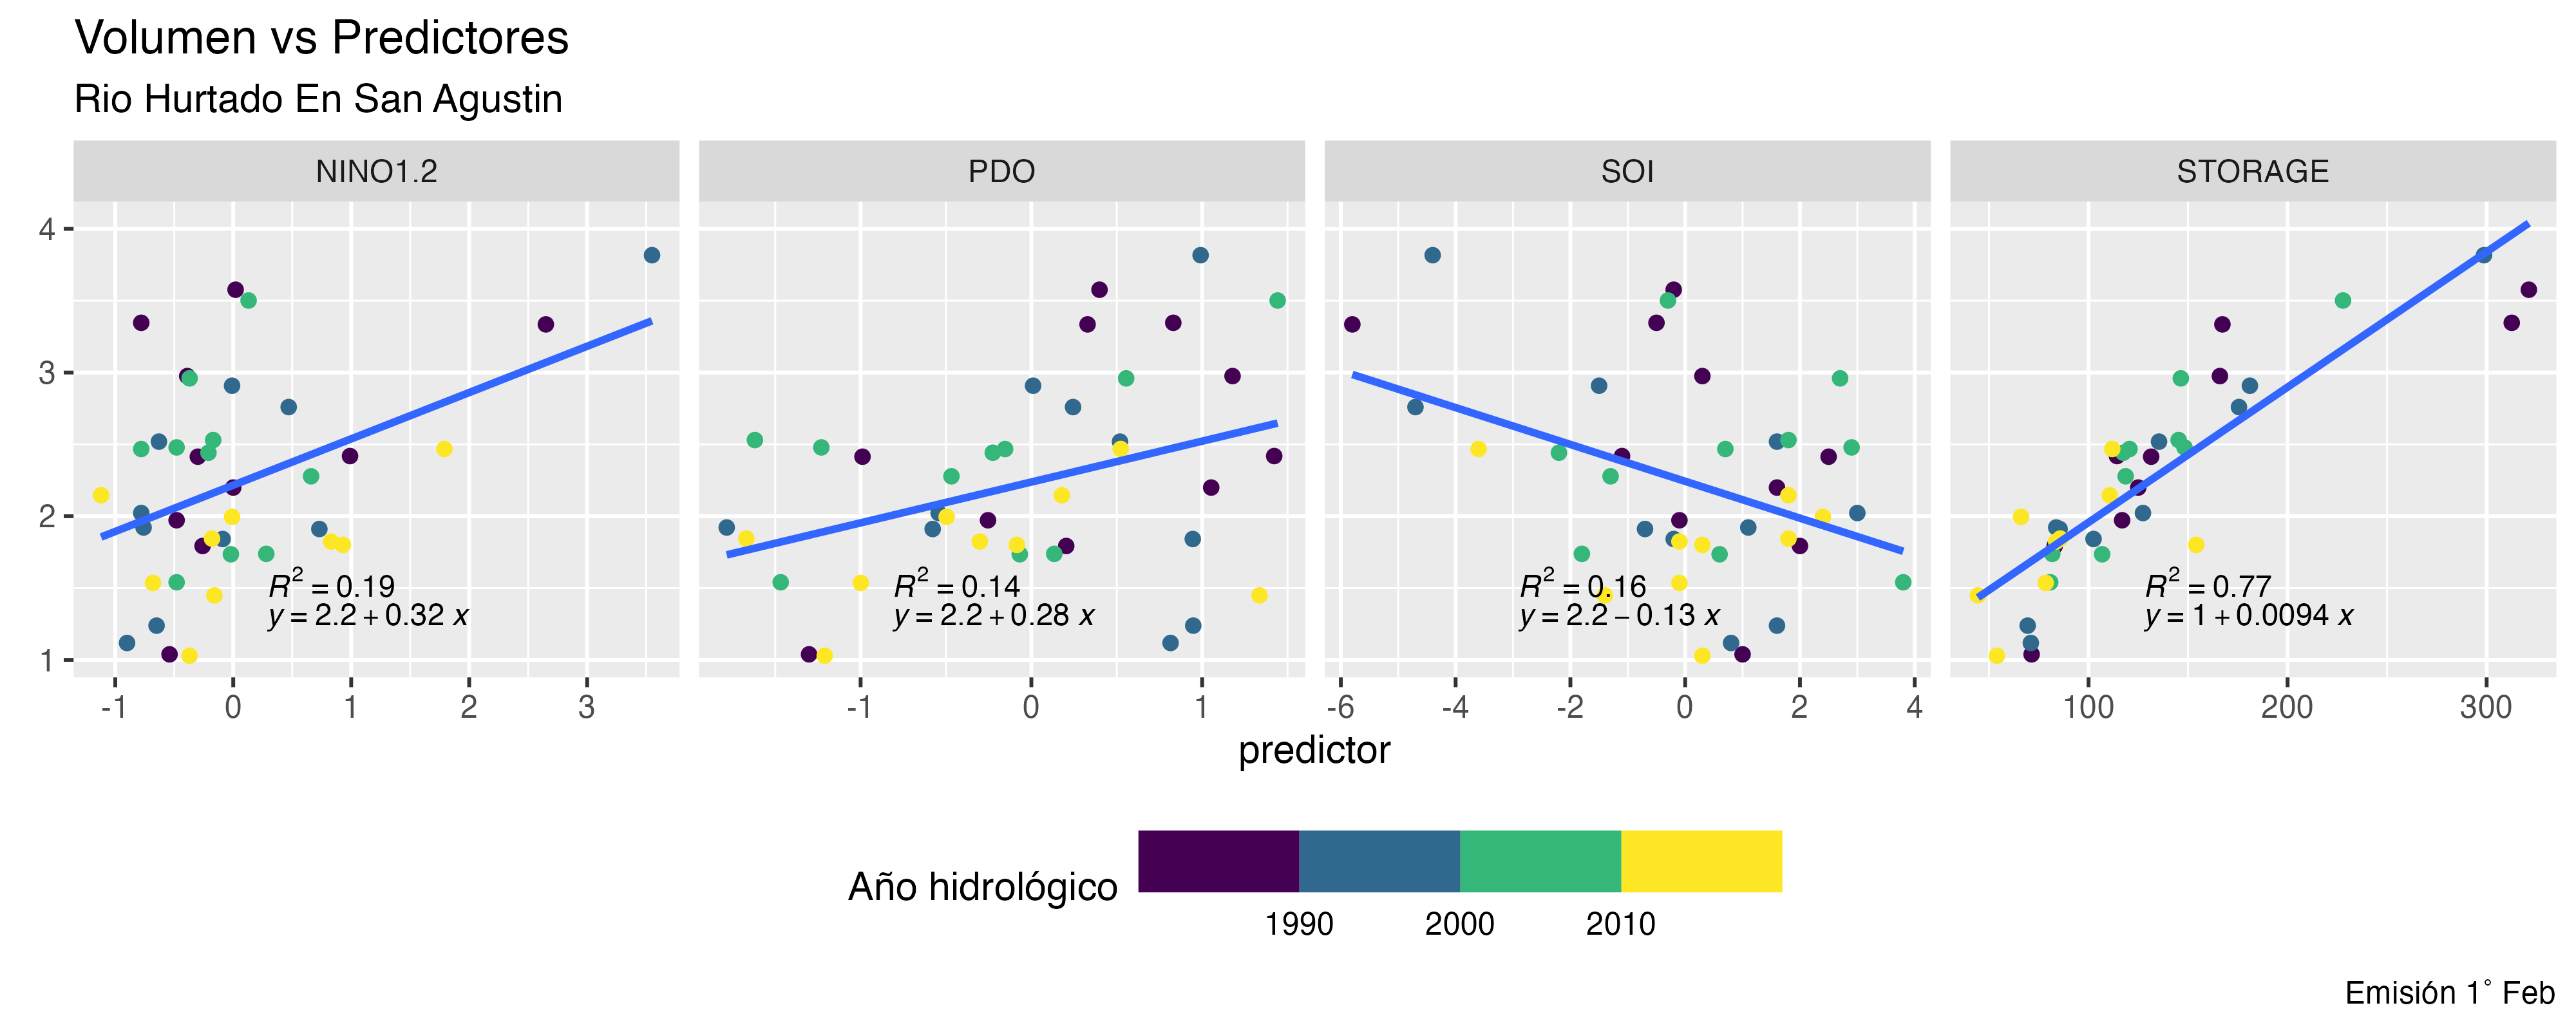 Volumen vs Predictores
Rio Hurtado En San Agustin
NINO1.2 PDO SOI STORAGE
4
3
2
1
R² = 0.19
y = 2.2 + 0.32 x
R² = 0.14
y = 2.2 + 0.28 x
R² = 0.16
y = 2.2 − 0.13 x
R² = 0.77
y = 1 + 0.0094 x
-1 0 1 2 3
-1 0 1
-6 -4 -2 0 2 4
100 200 300
predictor
Año hidrológico
1990 2000 2010
Emisión 1° Feb